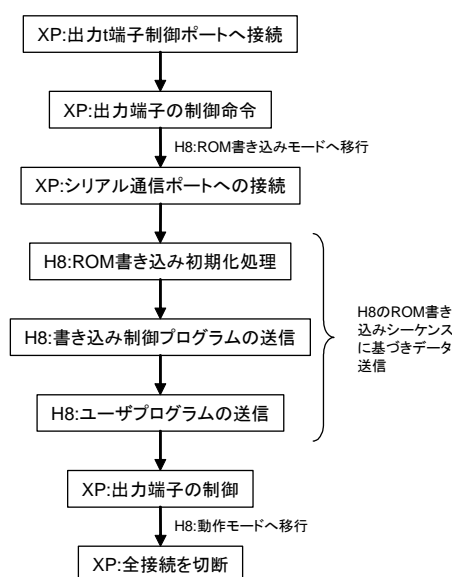 XP:出力t端子制御ポートへ接続
XP:出力端子の制御命令
H8:ROM書き込みモードへ移行
XP:シリアル通信ポートへの接続
H8:ROM書き込み初期化処理
H8:書き込み制御プログラムの送信
H8:ユーザプログラムの送信
H8のROM書き
込みシーケンス
に基づきデータ
送信
XP:出力端子の制御
H8:動作モードへ移行
XP:全接続を切断